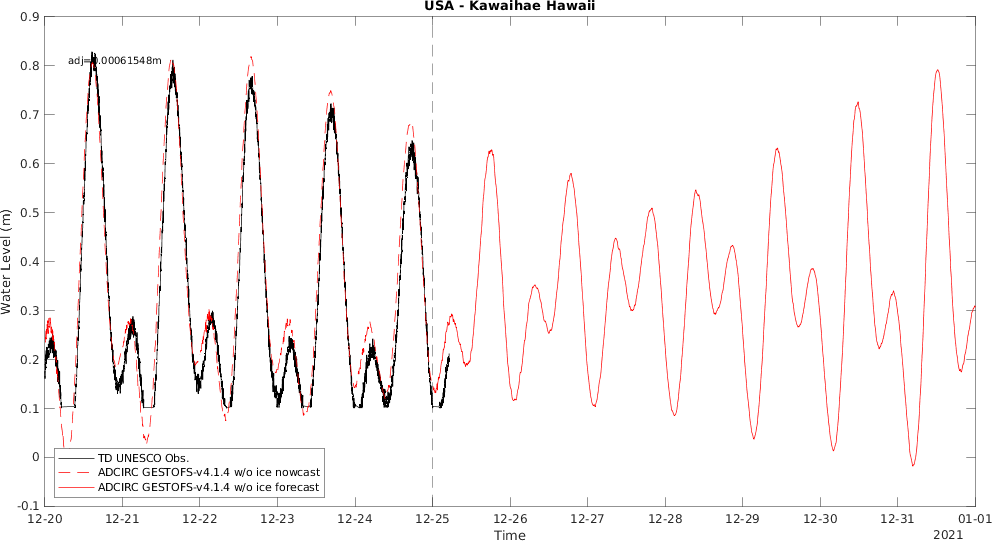 USA - Kawaihae Hawaii
0.9
0.8
0.7
0.6
0.5
0.4
0.3
0.2
0.1
0
-0.1
Water Level (m)
adj=0.00061548m
TD UNESCO Obs.
ADCIRC GESTOFS-v4.1.4 w/o ice nowcast
ADCIRC GESTOFS-v4.1.4 w/o ice forecast
12-20 12-21 12-22 12-23 12-24 12-25 12-26 12-27 12-28 12-29 12-30 12-31 01-01
Time
2021